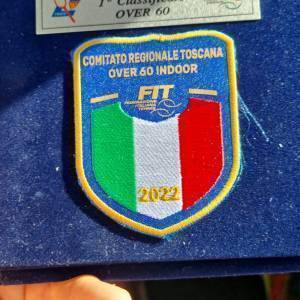 1° Classificato
OVER 60
COMITATO REGIONALE TOSCANA
OVER 60 INDOOR
FIT
2022